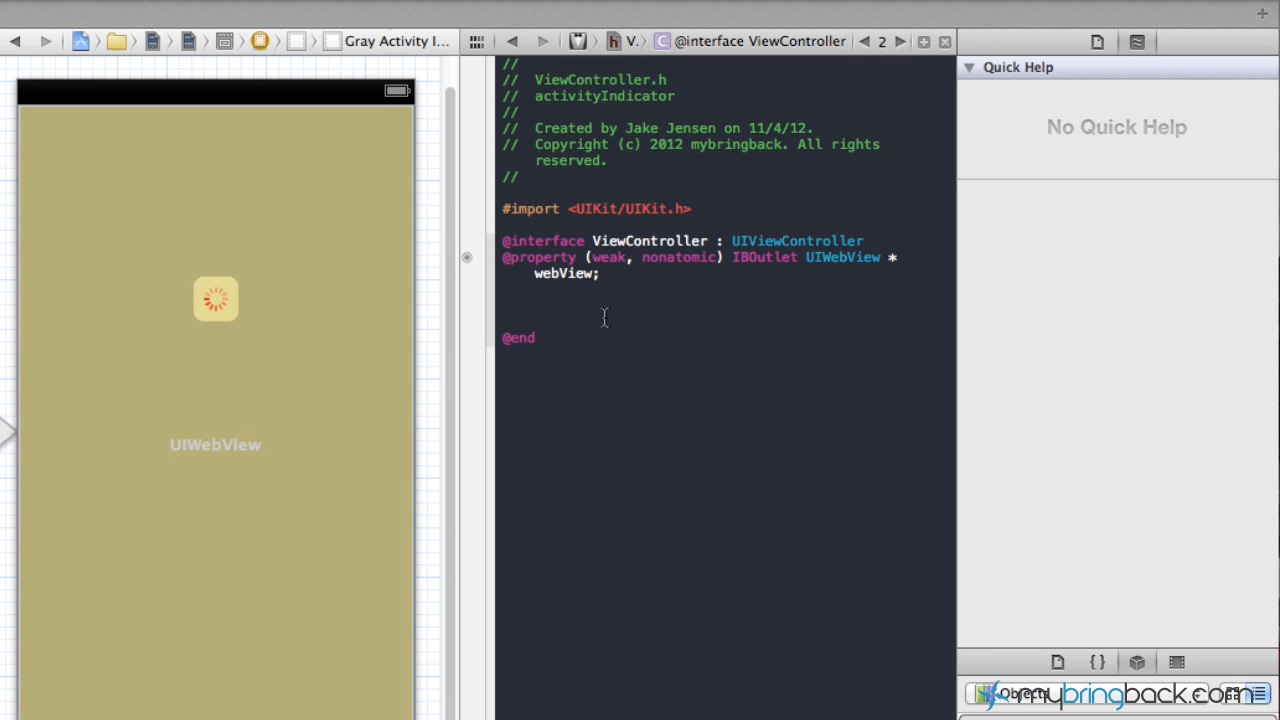 Gray Activity I...
V.
@interface ViewController
2
Quick Help
No Quick Help
//
// ViewController.h
// activityIndicator
//
// Created by Jake Jensen on 11/4/12.
// Copyright (c) 2012 mybringback. All rights
reserved.
//
#import <UIKit/UIKit.h>
@interface ViewController : UIViewController
@property (weak, nonatomic) IBOutlet UIWebView *
webView;
@end
UIWebView
{}
Objects
mybringback.com